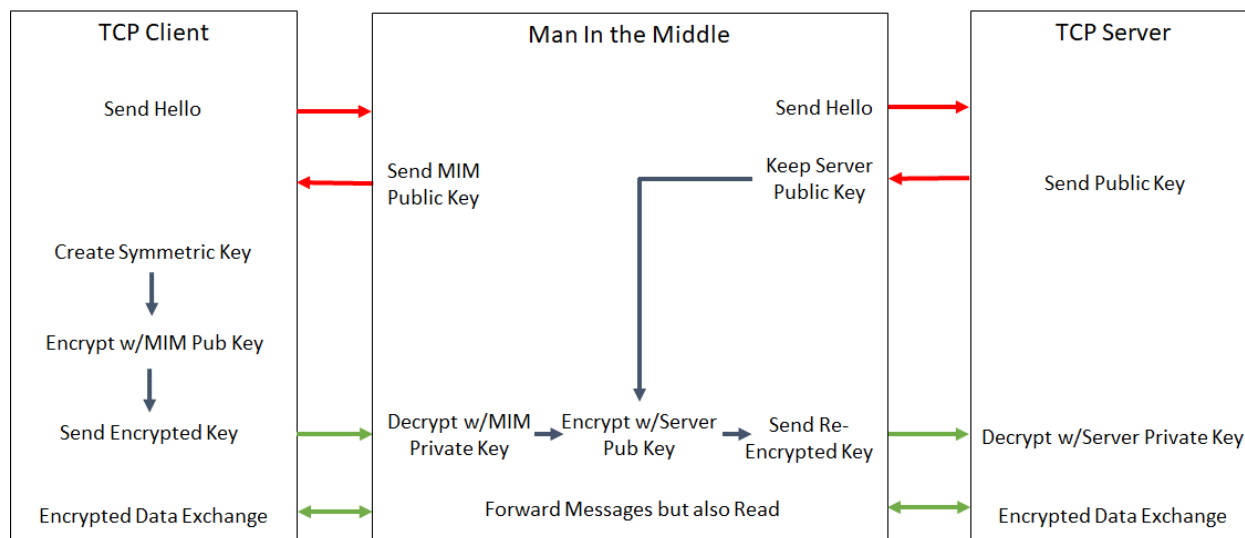 TCP Client
Man In the Middle
TCP Server
Send Hello
Send Hello
Send MIM
Public Key
Keep Server
Public Key
Send Public Key
Create Symmetric Key
Encrypt w/MIM Pub Key
Send Encrypted Key
Decrypt w/MIM
Private Key
Encrypt w/Server
Pub Key
Send Re-
Encrypted Key
Decrypt w/Server Private Key
Encrypted Data Exchange
Forward Messages but also Read
Encrypted Data Exchange